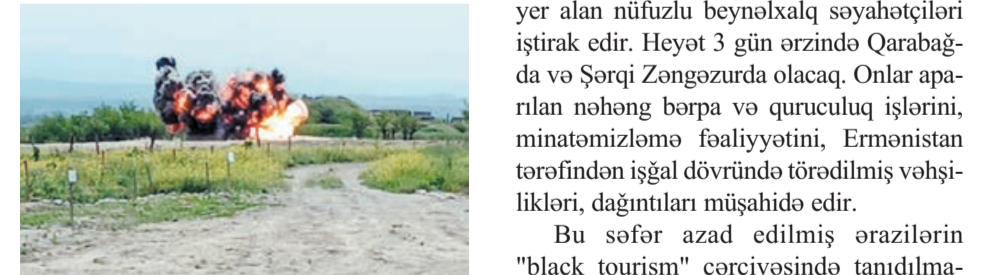 yer alan nüfuzlu beynəlxalq səyahətçiləri
iştirak edir. Heyət 3 gün ərzində Qarabağ-
da və Şərqi Zəngəzurda olacaq. Onlar apa-
rılan nəhəng bərpa və quruculuq işlərini,
minatəmizləmə fəaliyyətini, Ermənistan
tərəfindən işğal dövründə törədilmiş vəhşi-
likləri, dağıntıları müşahidə edir.
Bu səfər azad edilmiş ərazilərin
"black tourism" çərçivəsində tanıdılma-